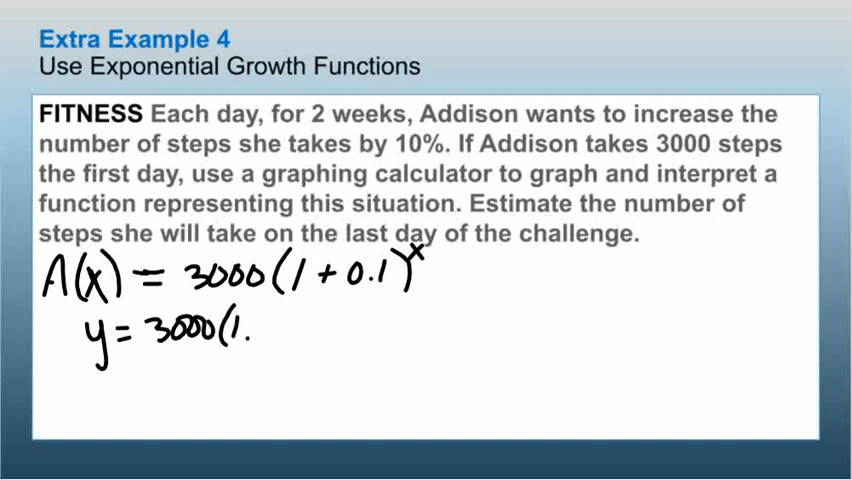 Extra Example 4
Use Exponential Growth Functions
FITNESS Each day, for 2 weeks, Addison wants to increase the
number of steps she takes by 10%. If Addison takes 3000 steps
the first day, use a graphing calculator to graph and interpret a
function representing this situation. Estimate the number of
steps she will take on the last day of the challenge.
A(x) = 3000(1 + 0.1)^x
y = 3000(1.